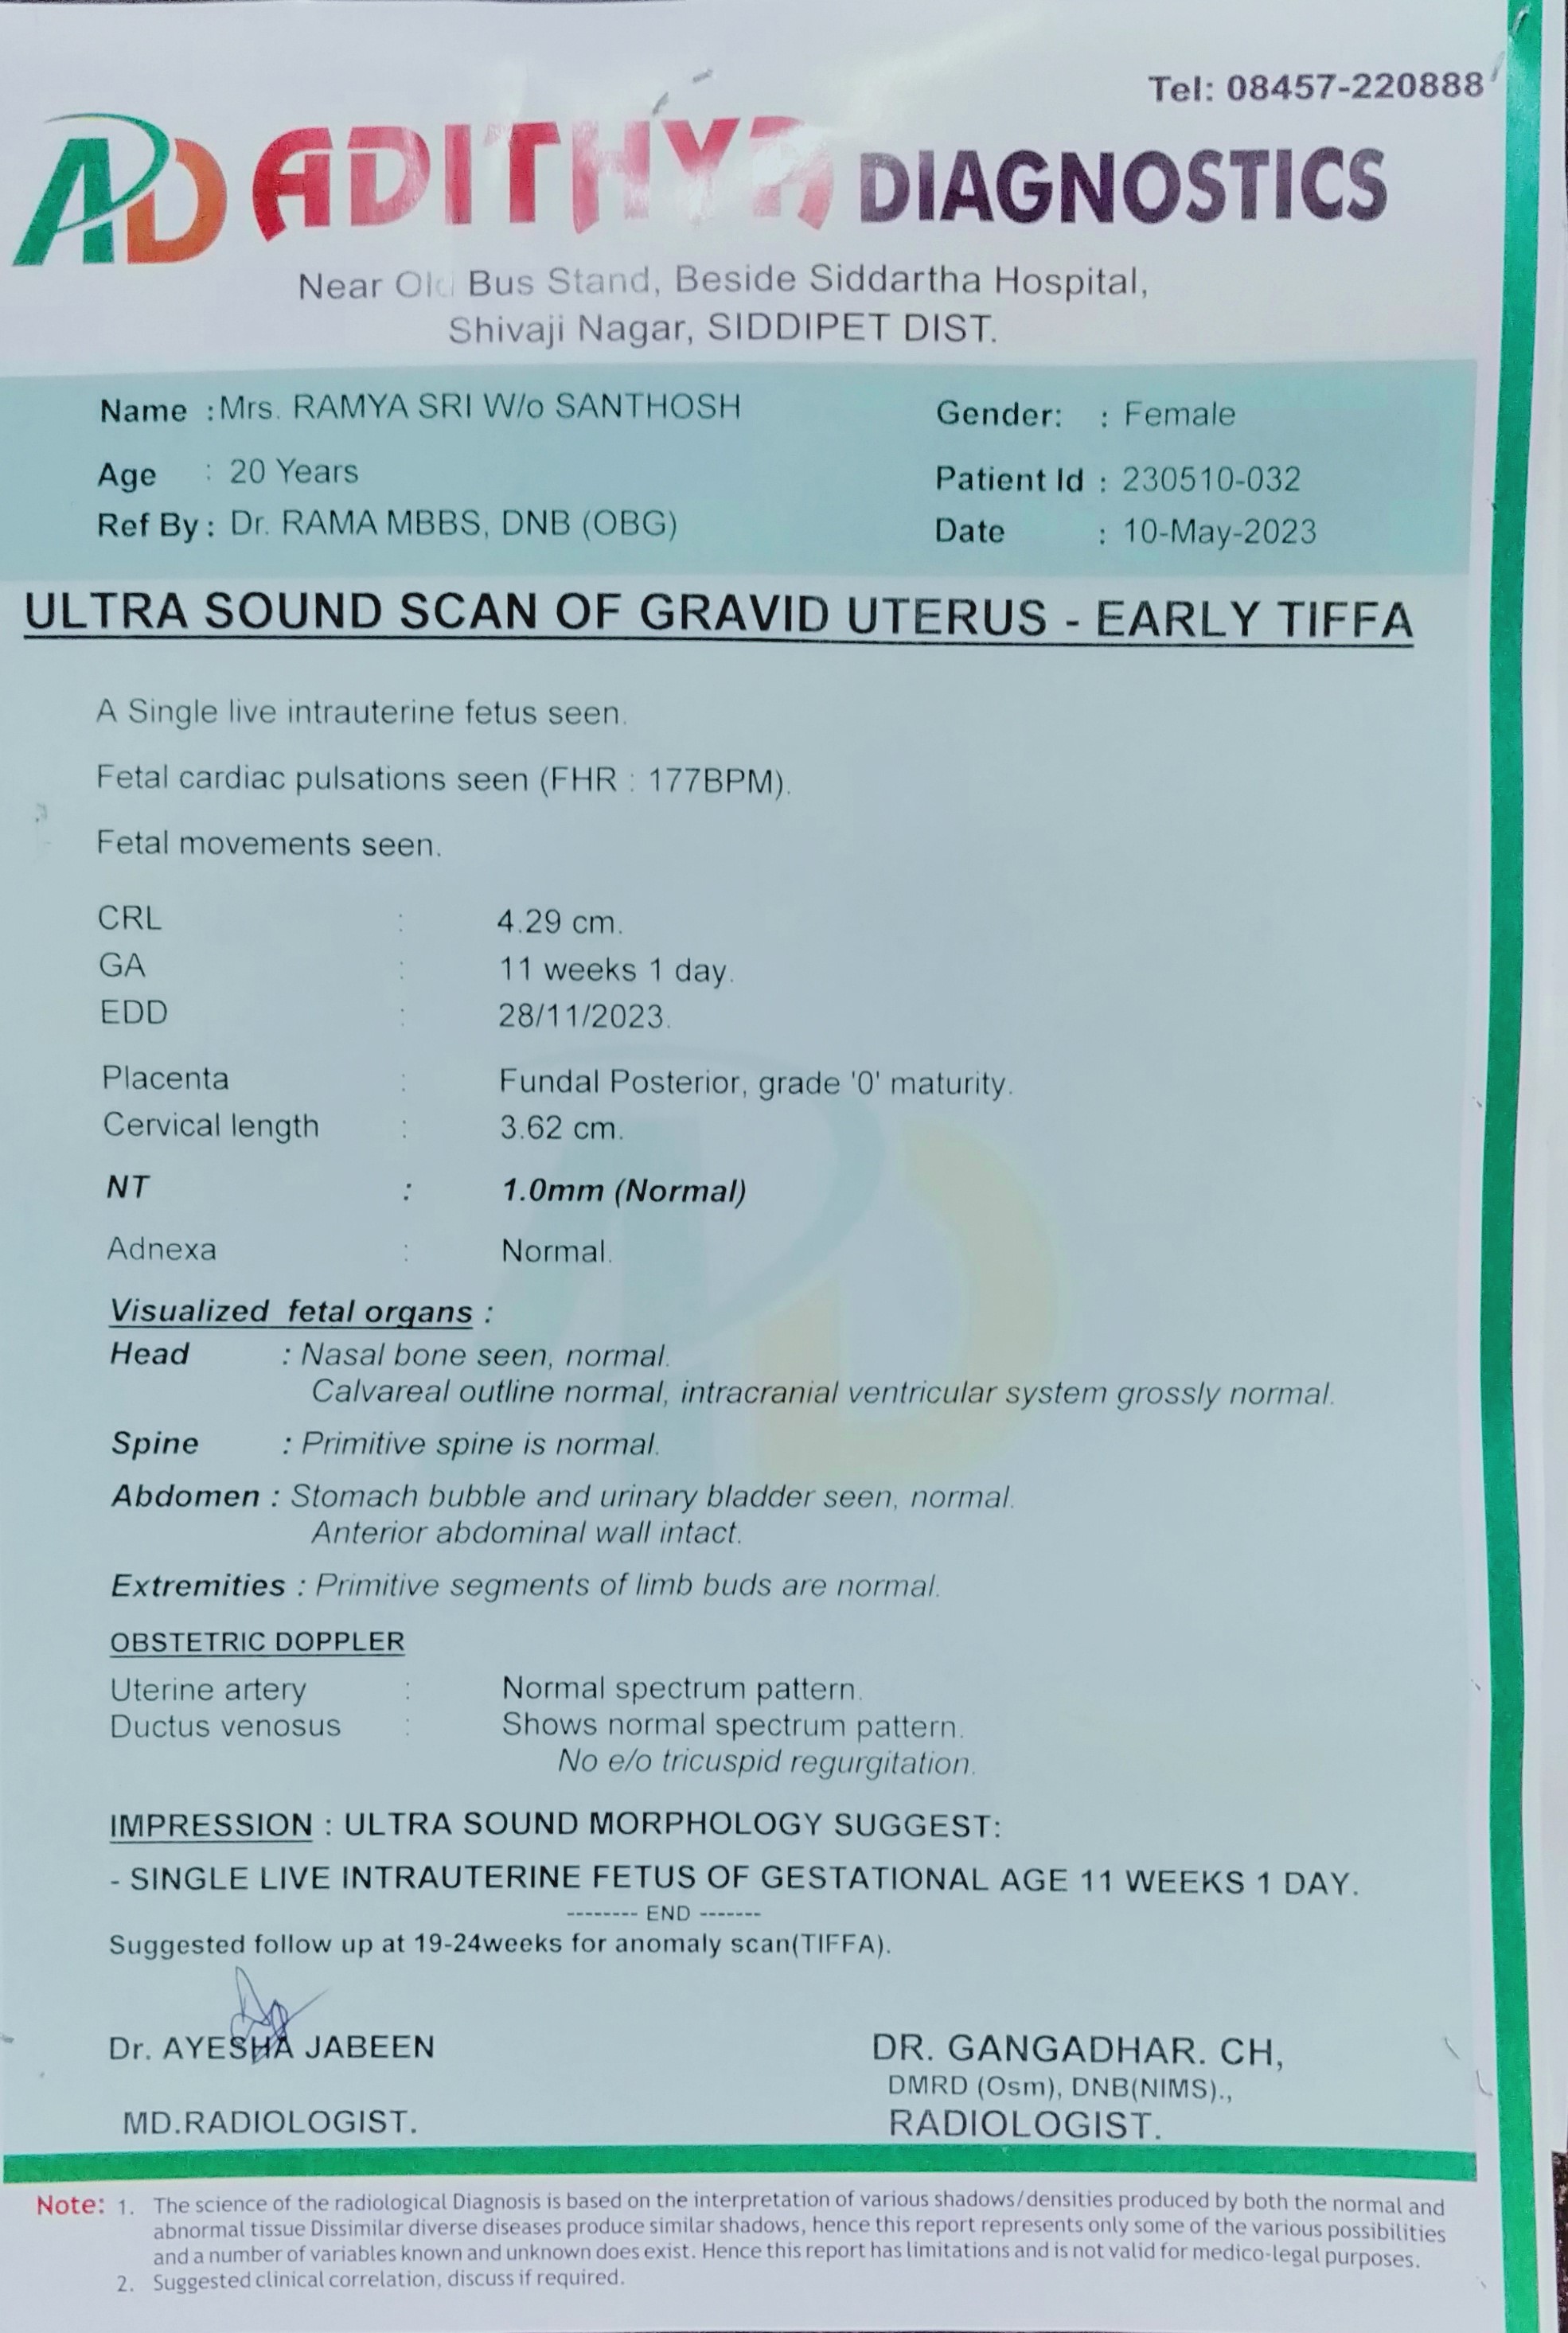 Tel: 08457-220888
AD ADITHYA DIAGNOSTICS
Near Old Bus Stand, Beside Siddartha Hospital,
Shivaji Nagar, SIDDIPET DIST.
Name : Mrs. RAMYA SRI W/o SANTHOSH Gender: : Female
Age : 20 Years Patient Id : 230510-032
Ref By : Dr. RAMA MBBS, DNB (OBG) Date : 10-May-2023
ULTRA SOUND SCAN OF GRAVID UTERUS - EARLY TIFFA
A Single live intrauterine fetus seen.
Fetal cardiac pulsations seen (FHR : 177BPM).
Fetal movements seen.
CRL : 4.29 cm.
GA : 11 weeks 1 day.
EDD : 28/11/2023.
Placenta : Fundal Posterior, grade '0' maturity.
Cervical length : 3.62 cm.
NT : 1.0mm (Normal)
Adnexa : Normal.
Visualized fetal organs :
Head : Nasal bone seen, normal.
Calvareal outline normal, intracranial ventricular system grossly normal.
Spine : Primitive spine is normal.
Abdomen : Stomach bubble and urinary bladder seen, normal.
Anterior abdominal wall intact.
Extremities : Primitive segments of limb buds are normal.
OBSTETRIC DOPPLER
Uterine artery : Normal spectrum pattern.
Ductus venosus : Shows normal spectrum pattern.
No e/o tricuspid regurgitation.
IMPRESSION : ULTRA SOUND MORPHOLOGY SUGGEST:
- SINGLE LIVE INTRAUTERINE FETUS OF GESTATIONAL AGE 11 WEEKS 1 DAY.
-------- END -------
Suggested follow up at 19-24weeks for anomaly scan(TIFFA).
Dr. AYESHA JABEEN DR. GANGADHAR. CH,
DMRD (Osm), DNB(NIMS).,
MD.RADIOLOGIST. RADIOLOGIST.
Note: 1. The science of the radiological Diagnosis is based on the interpretation of various shadows/densities produced by both the normal and
abnormal tissue Dissimilar diverse diseases produce similar shadows, hence this report represents only some of the various possibilities
and a number of variables known and unknown does exist. Hence this report has limitations and is not valid for medico-legal purposes.
2. Suggested clinical correlation, discuss if required.